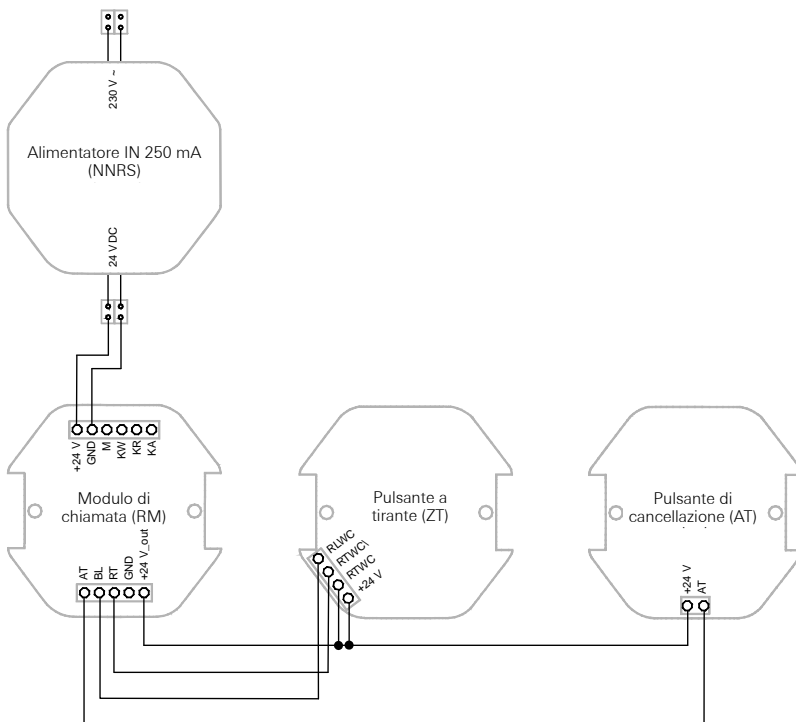 230 V ~
Alimentatore IN 250 mA
(NNRS)
24 V DC
+24 V
GND
M
KW
KR
KA
Modulo di
chiamata (RM)
AT
BL
RT
GND
+24 V_out
Pulsante a
tirante (ZT)
RLWC
RTWC\
RTWC
+24 V
Pulsante di
cancellazione (AT)
+24 V
AT